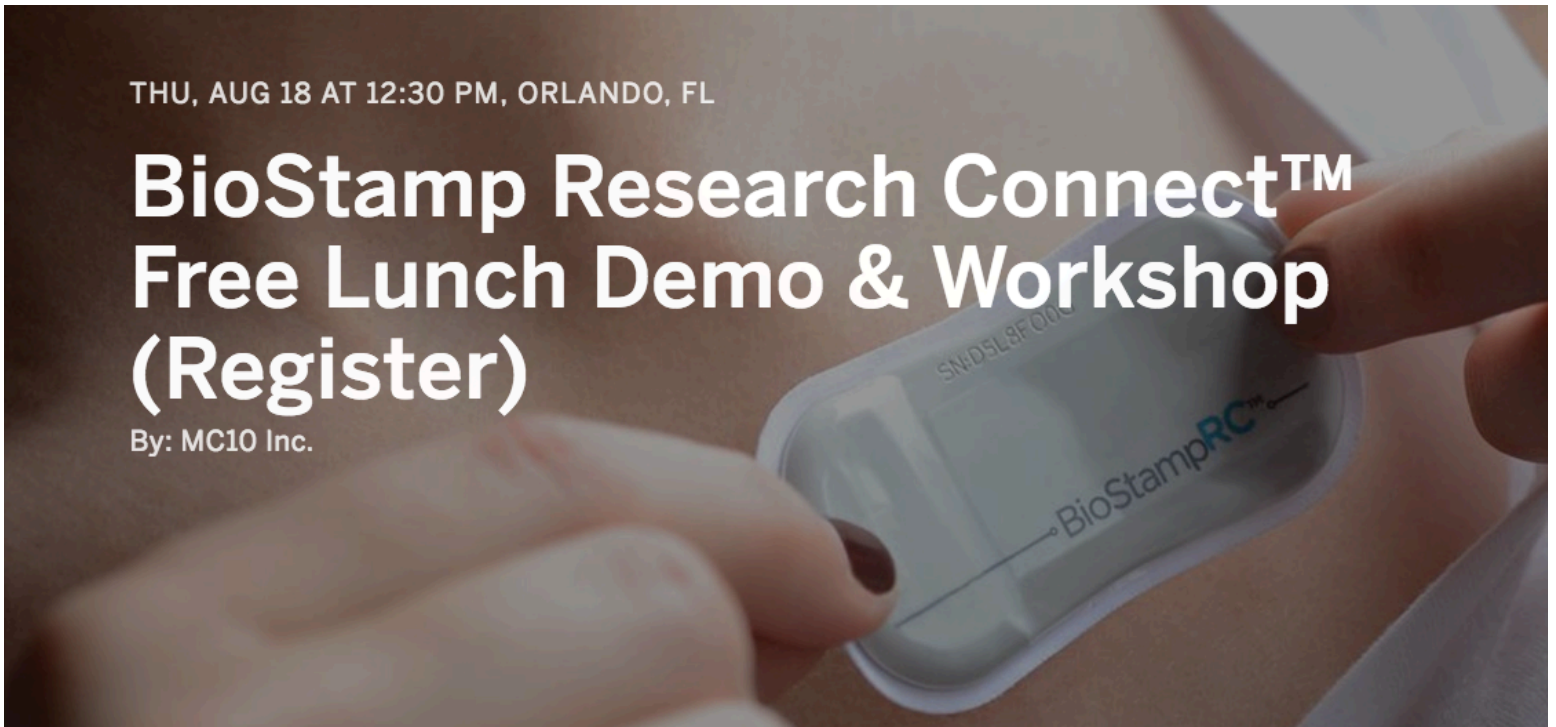 THU, AUG 18 AT 12:30 PM, ORLANDO, FL
BioStamp Research Connect™
Free Lunch Demo & Workshop
(Register)
By: MC10 Inc.
BioStampRC™